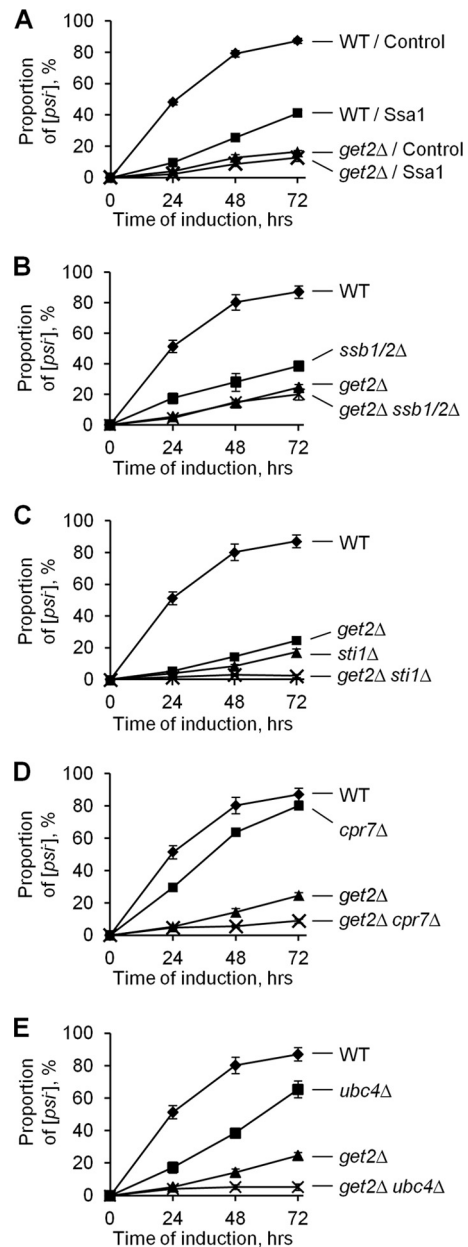 A
Proportion
of [psi-], %
100
80
60
40
20
0
0 24 48 72
Time of induction, hrs
WT / Control
WT / Ssa1
get2Δ / Control
get2Δ / Ssa1
B
Proportion
of [psi-], %
100
80
60
40
20
0
0 24 48 72
Time of induction, hrs
WT
ssb1/2Δ
get2Δ
get2Δ ssb1/2Δ
C
Proportion
of [psi-], %
100
80
60
40
20
0
0 24 48 72
Time of induction, hrs
WT
get2Δ
sti1Δ
get2Δ sti1Δ
D
Proportion
of [psi-], %
100
80
60
40
20
0
0 24 48 72
Time of induction, hrs
WT
cpr7Δ
get2Δ
get2Δ cpr7Δ
E
Proportion
of [psi-], %
100
80
60
40
20
0
0 24 48 72
Time of induction, hrs
WT
ubc4Δ
get2Δ
get2Δ ubc4Δ